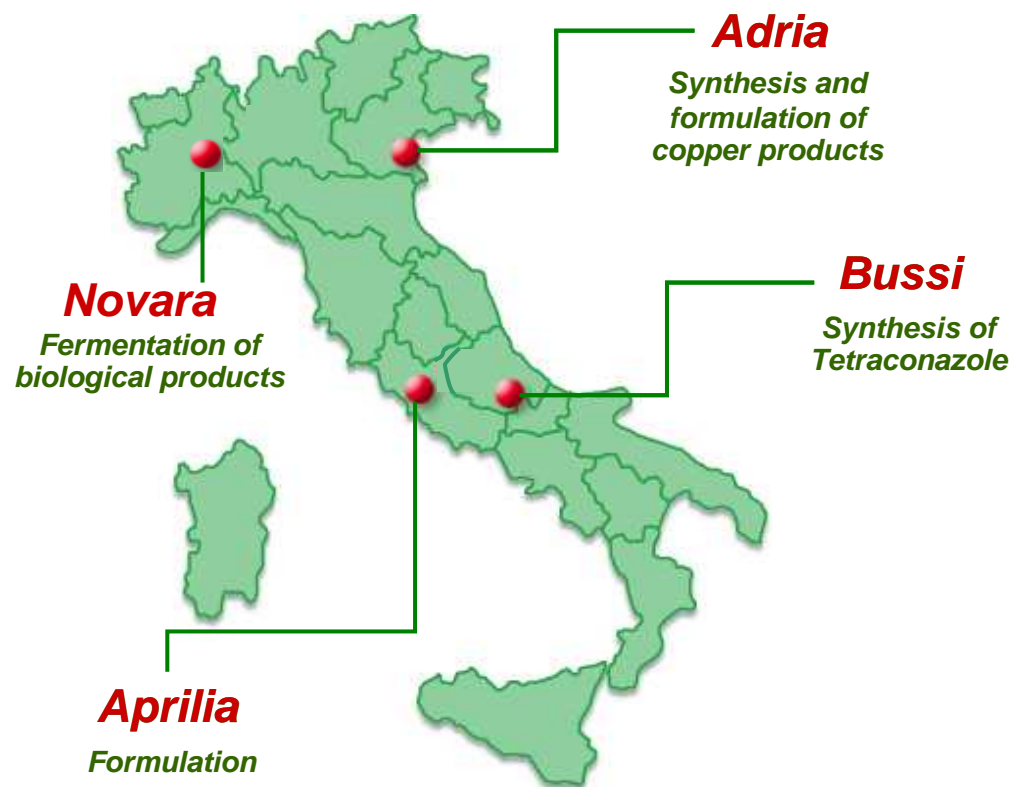 Adria
Synthesis and
formulation of
copper products
Bussi
Synthesis of
Tetraconazole
Novara
Fermentation of
biological products
Aprilia
Formulation